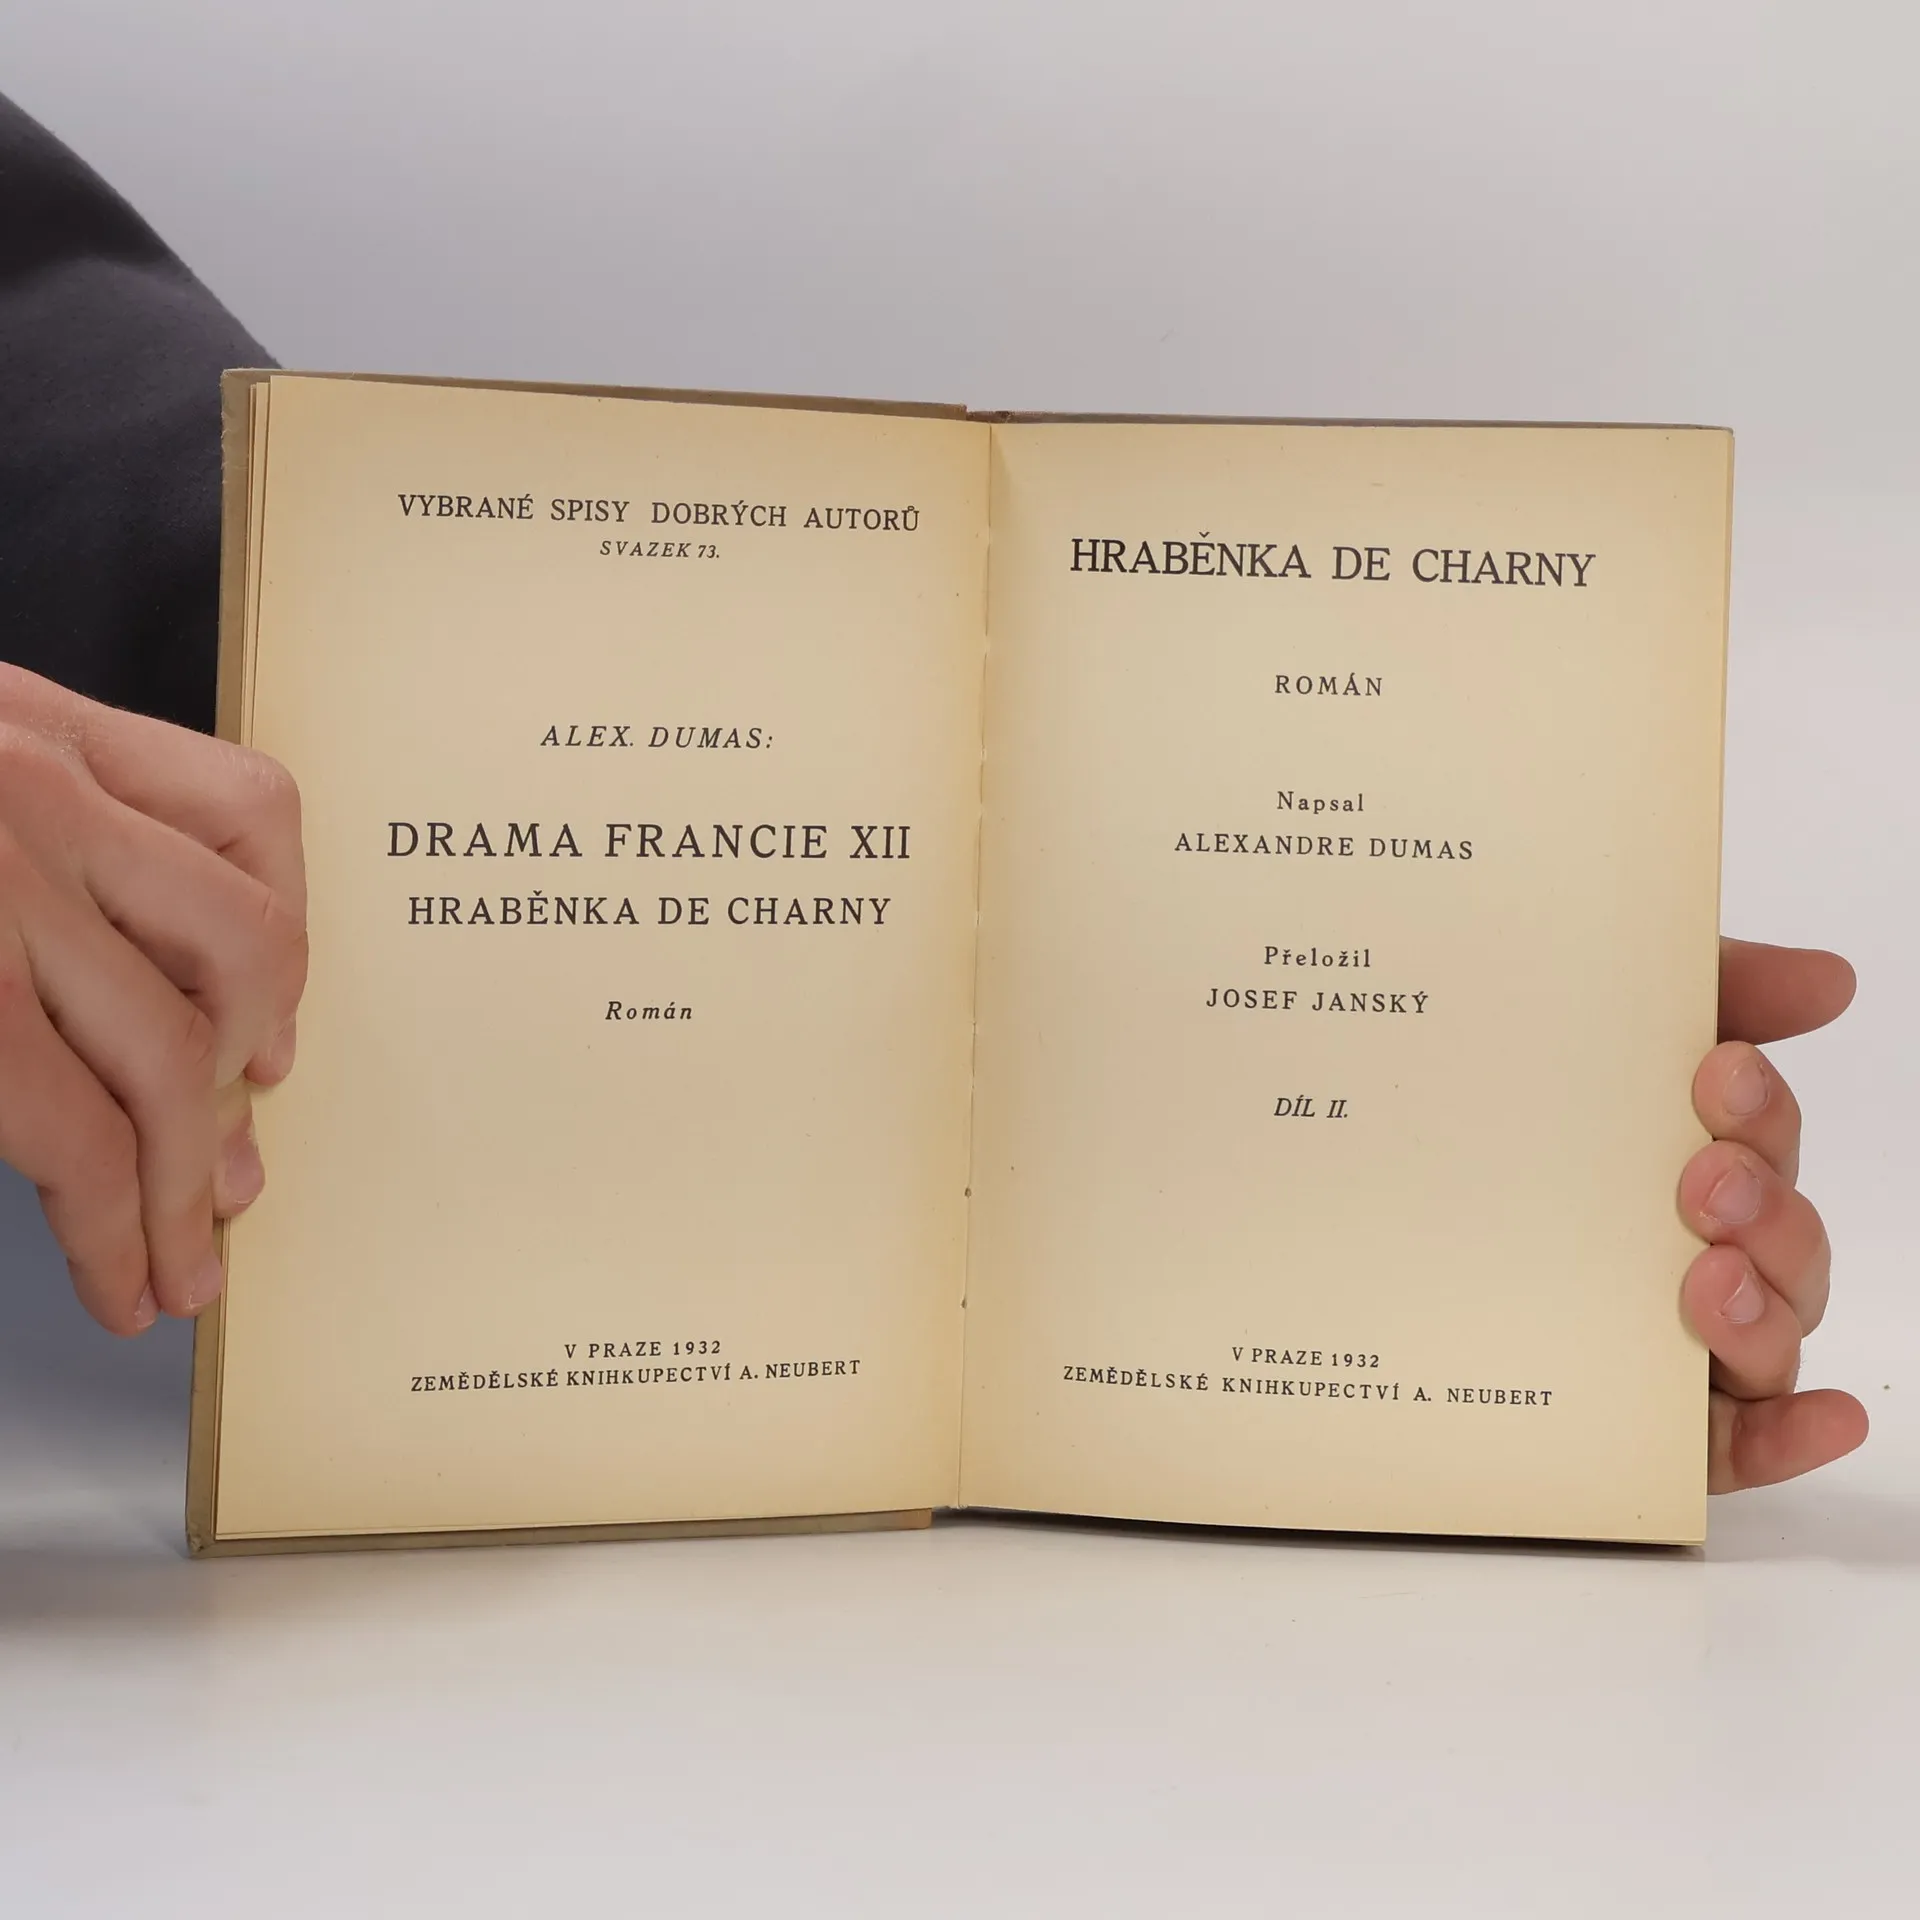 VYBRANÉ SPISY DOBRÝCH AUTORŮ
SVAZEK 73.
ALEX. DUMAS:
DRAMA FRANCIE XII
HRABĚNKA DE CHARNY
Román
V PRAZE 1932
ZEMĚDĚLSKÉ KNIHKUPECTVÍ A. NEUBERT
HRABĚNKA DE CHARNY
ROMÁN
Napsal
ALEXANDRE DUMAS
Přeložil
JOSEF JANSKÝ
DÍL II.
V PRAZE 1932
ZEMĚDĚLSKÉ KNIHKUPECTVÍ A. NEUBERT